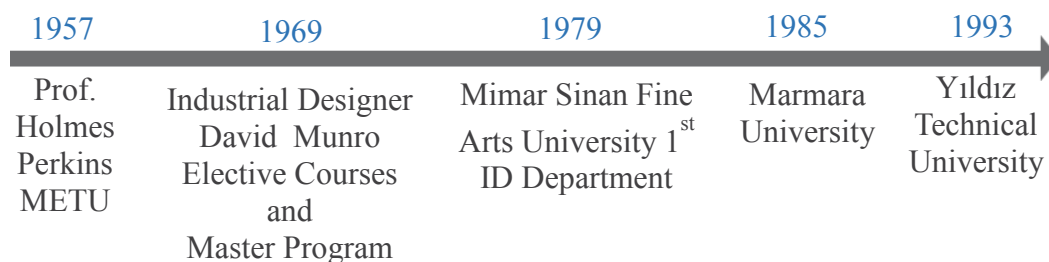 1957 1969 1979 1985 1993
Prof.
Holmes
Perkins
METU
Industrial Designer
David Munro
Elective Courses
and
Master Program
Mimar Sinan Fine
Arts University 1st
ID Department
Marmara
University
Yıldız
Technical
University